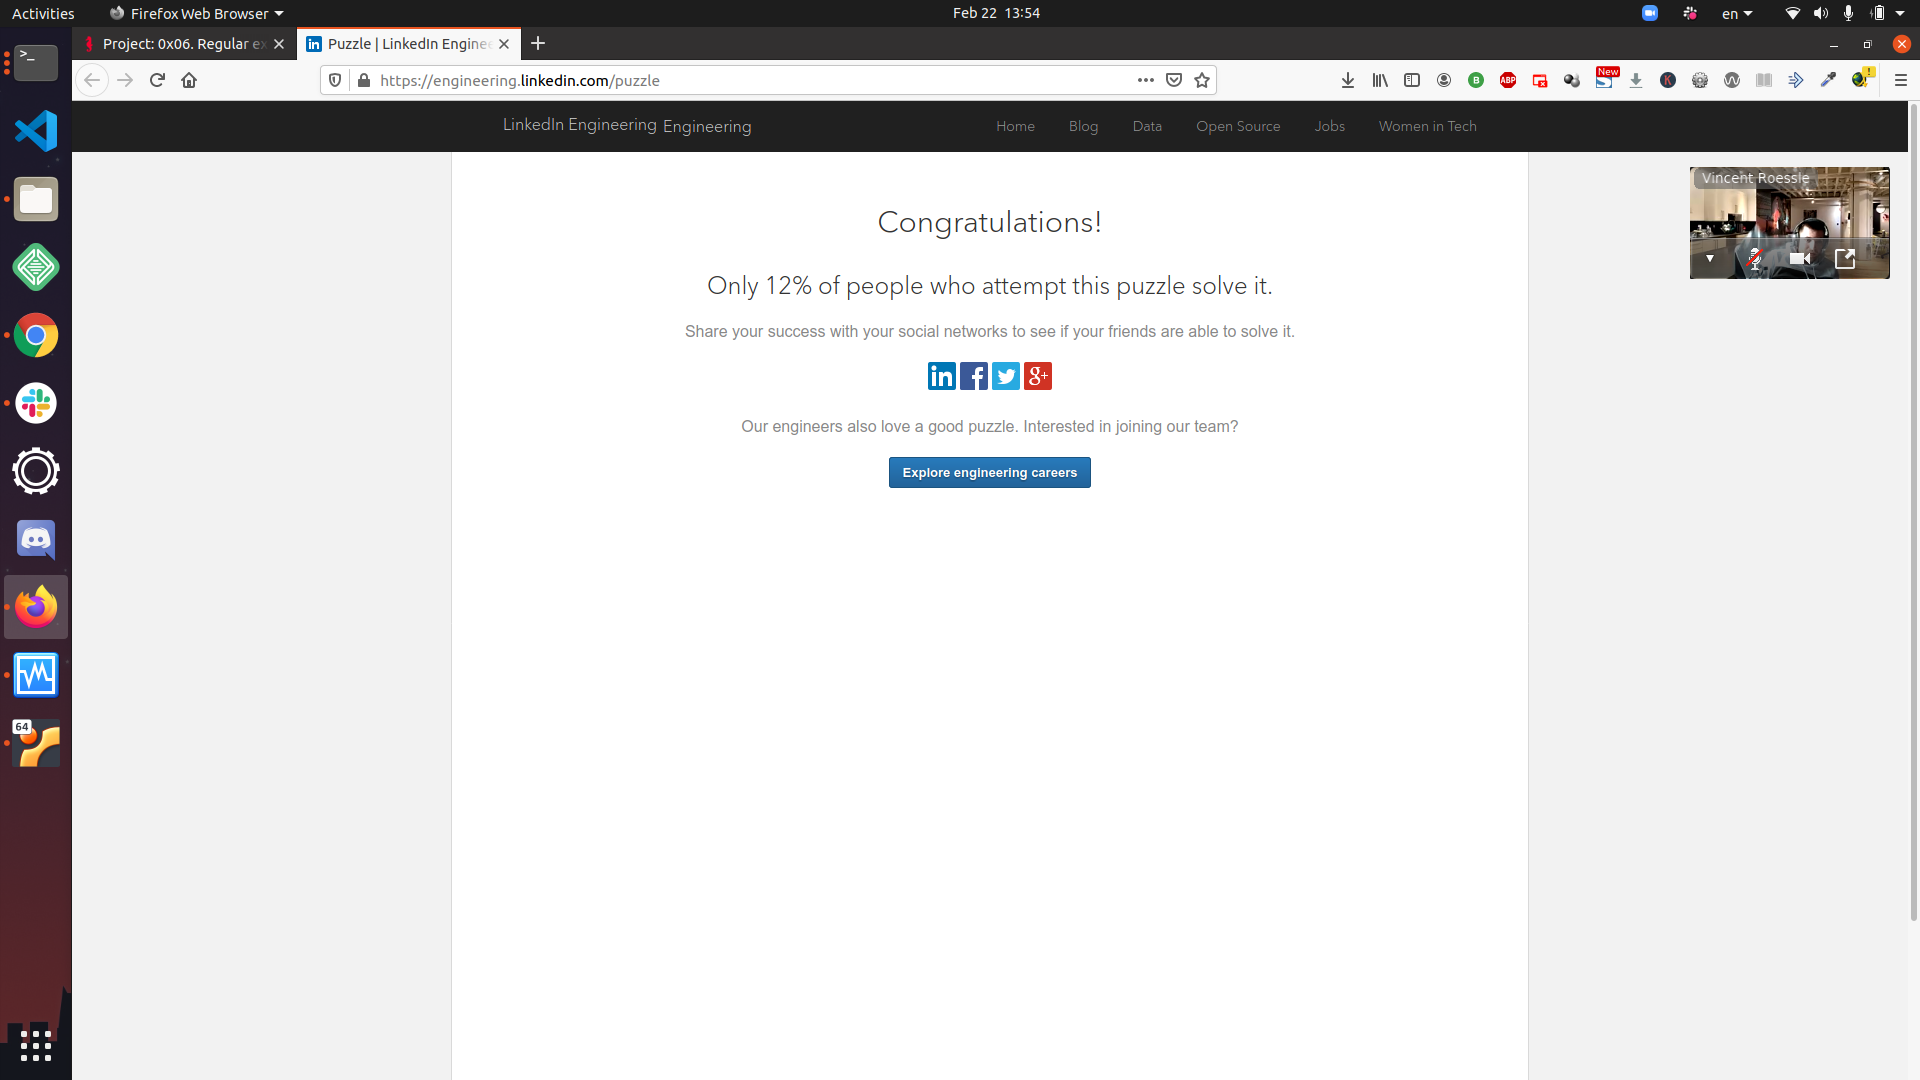 Activities
Firefox Web Browser
Feb 22 13:54
en
Project: 0x06. Regular ex
Puzzle | LinkedIn Enginee
https://engineering.linkedin.com/puzzle
ABP
New
LinkedIn Engineering Engineering
Home
Blog
Data
Open Source
Jobs
Women in Tech
Vincent Roessle
Congratulations!
Only 12% of people who attempt this puzzle solve it.
Share your success with your social networks to see if your friends are able to solve it.
in f g+
Our engineers also love a good puzzle. Interested in joining our team?
Explore engineering careers
64